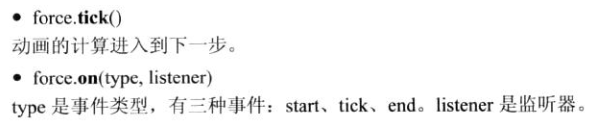 ● force.tick()
动画的计算进入到下一步。
● force.on(type, listener)
type 是事件类型，有三种事件：start、tick、end。listener 是监听器。